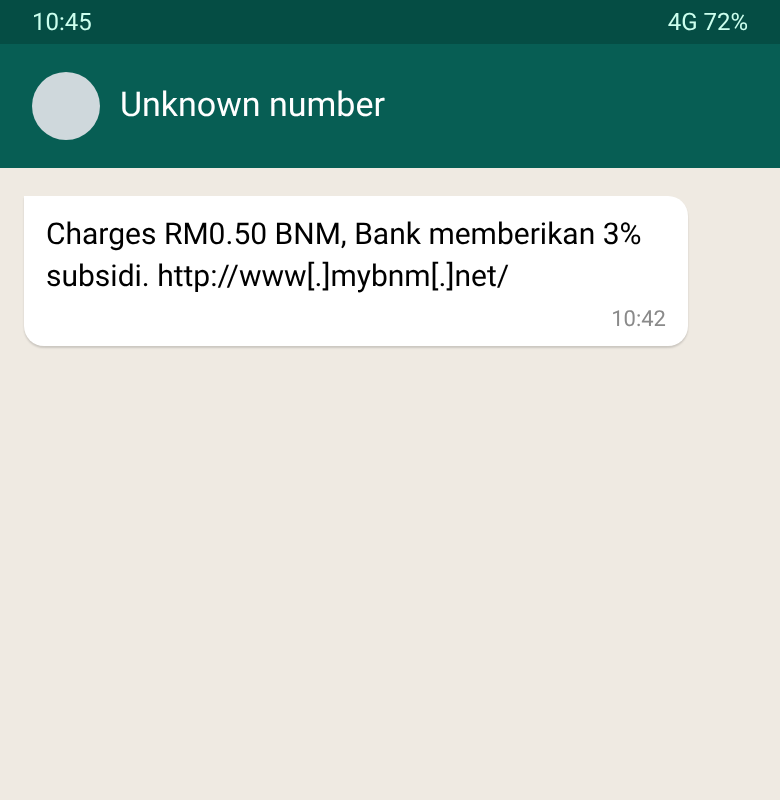 10:45
4G 72%
Unknown number
Charges RM0.50 BNM, Bank memberikan 3%
subsidi. http://www[.]mybnm[.]net/
10:42